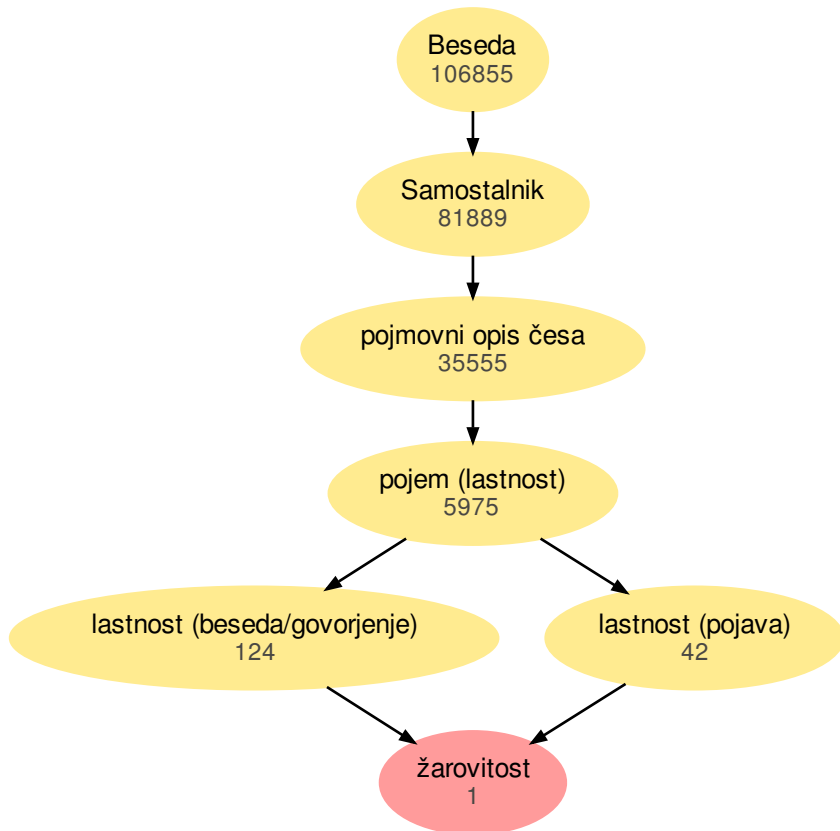 Beseda
106855
Samostalnik
81889
pojmovni opis česa
35555
pojem (lastnost)
5975
lastnost (beseda/govorjenje)
124
lastnost (pojava)
42
žarovitost
1